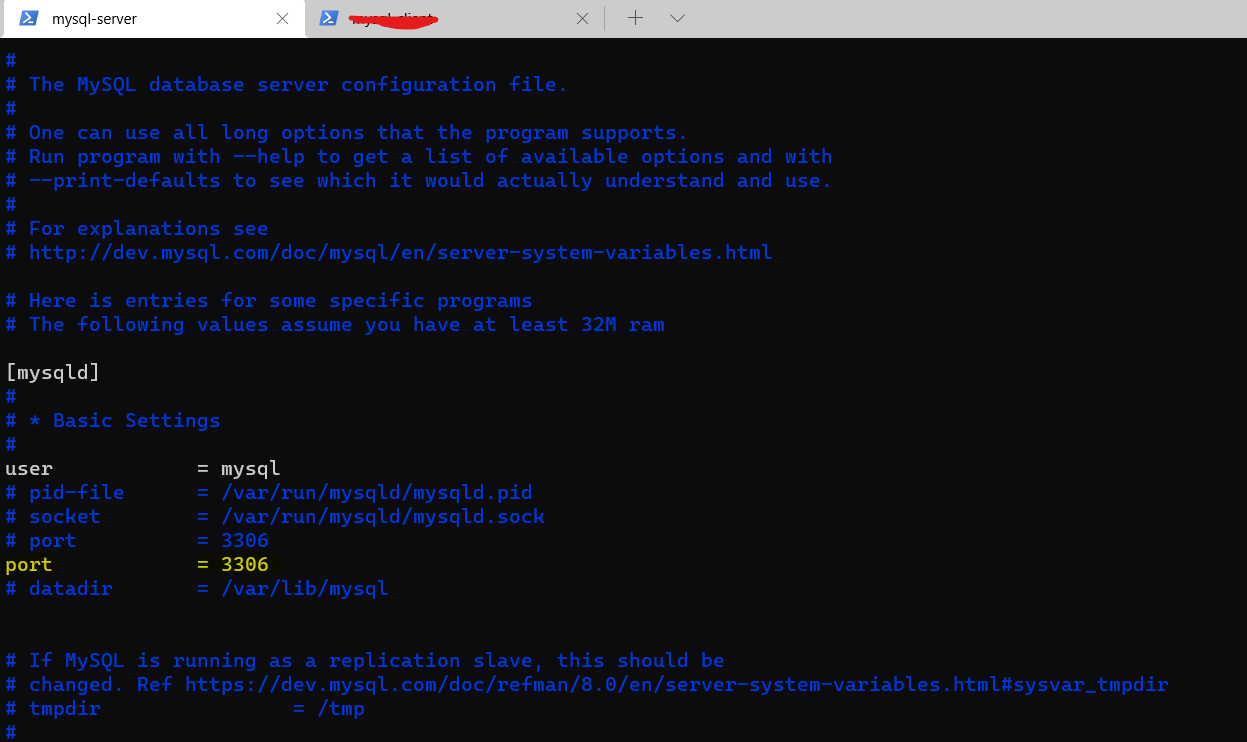 mysql-server
#
# The MySQL database server configuration file.
#
# One can use all long options that the program supports.
# Run program with --help to get a list of available options and with
# --print-defaults to see which it would actually understand and use.
#
# For explanations see
# http://dev.mysql.com/doc/mysql/en/server-system-variables.html
# Here is entries for some specific programs
# The following values assume you have at least 32M ram
[mysqld]
#
# * Basic Settings
#
user = mysql
# pid-file = /var/run/mysqld/mysqld.pid
# socket = /var/run/mysqld/mysqld.sock
# port = 3306
port = 3306
# datadir = /var/lib/mysql
# If MySQL is running as a replication slave, this should be
# changed. Ref https://dev.mysql.com/doc/refman/8.0/en/server-system-variables.html#sysvar_tmpdir
# tmpdir = /tmp
#